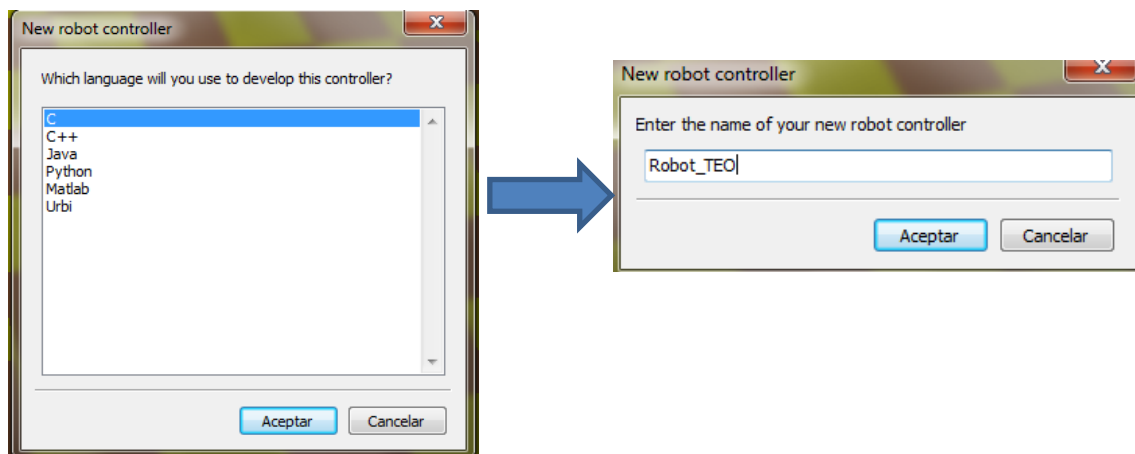 New robot controller
Which language will you use to develop this controller?
C
C++
Java
Python
Matlab
Urbi
Aceptar
Cancelar
New robot controller
Enter the name of your new robot controller
Robot_TEO
Aceptar
Cancelar